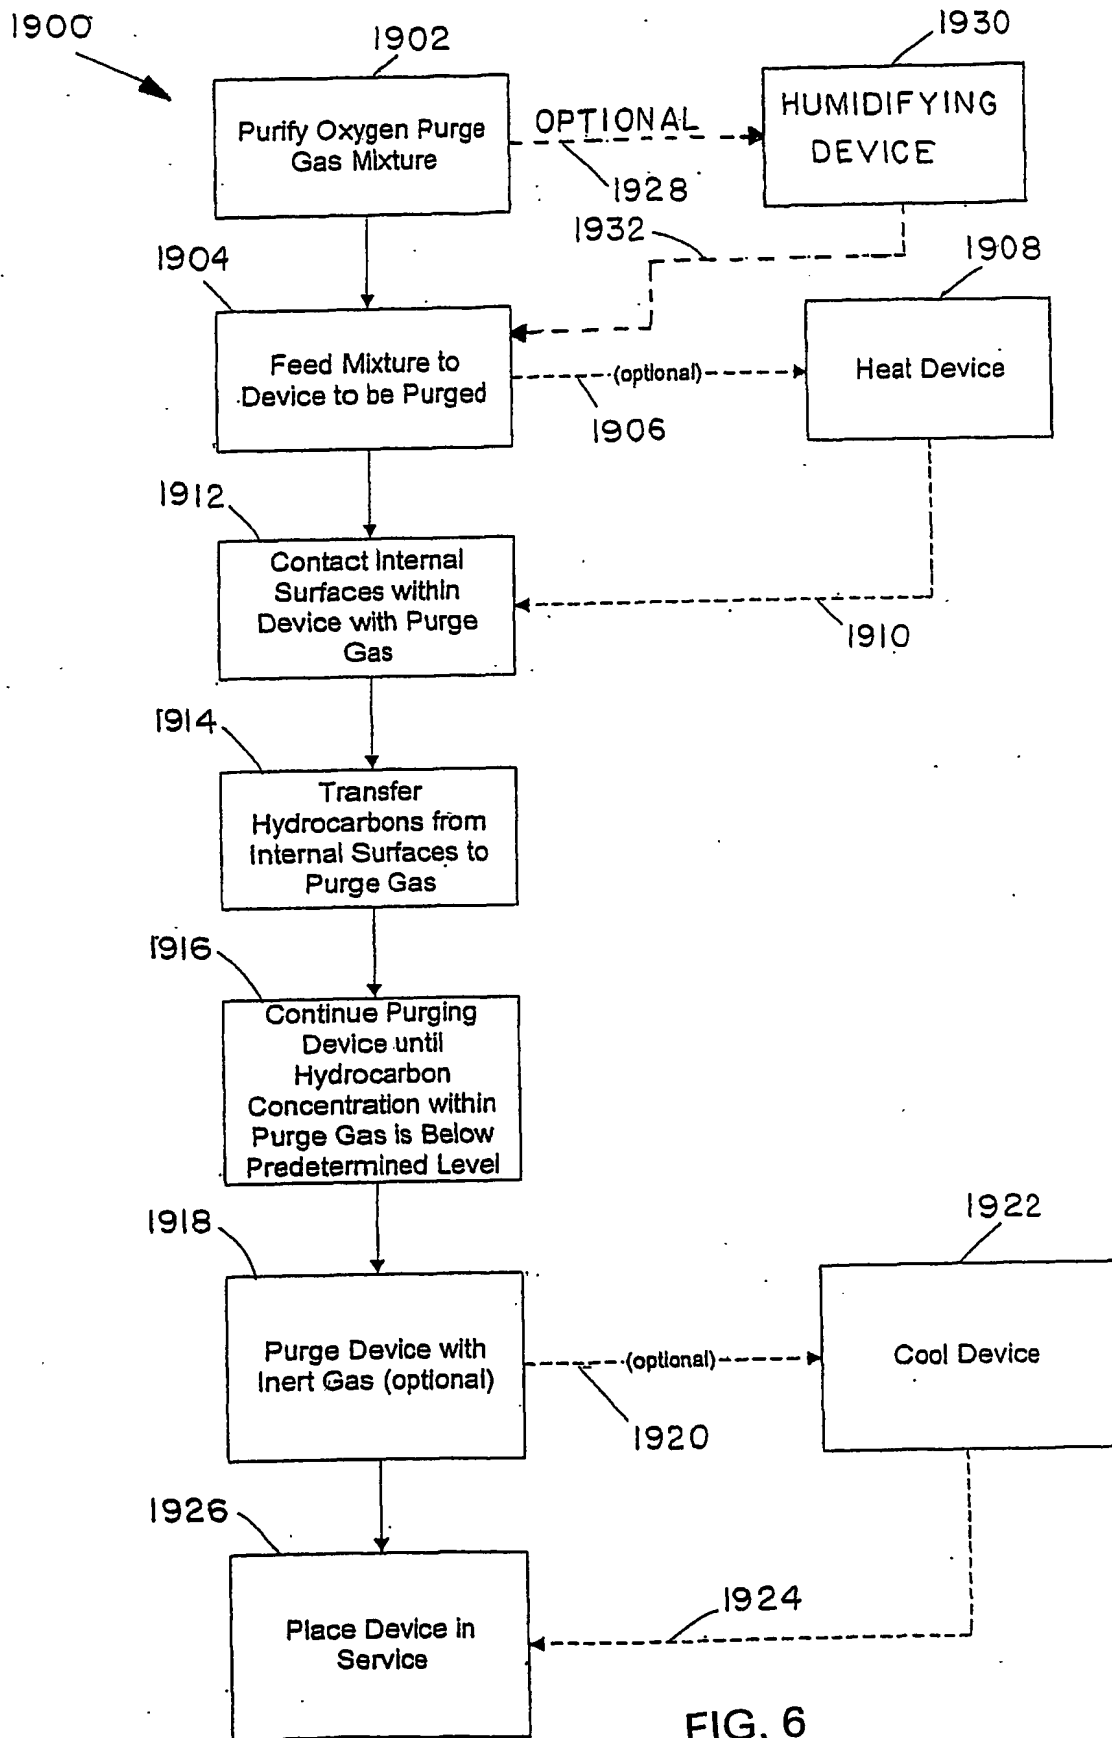 1900
1902
1930
Purify Oxygen Purge
Gas Mixture
OPTIONAL
HUMIDIFYING
DEVICE
1928
1932
1904
1908
Feed Mixture to
Device to be Purged
(optional)
Heat Device
1906
1912
Contact Internal
Surfaces within
Device with Purge
Gas
1910
1914
Transfer
Hydrocarbons from
Internal Surfaces to
Purge Gas
1916
Continue Purging
Device until
Hydrocarbon
Concentration within
Purge Gas is Below
Predetermined Level
1918
1922
Purge Device with
Inert Gas (optional)
(optional)
Cool Device
1920
1926
1924
Place Device in
Service
FIG. 6